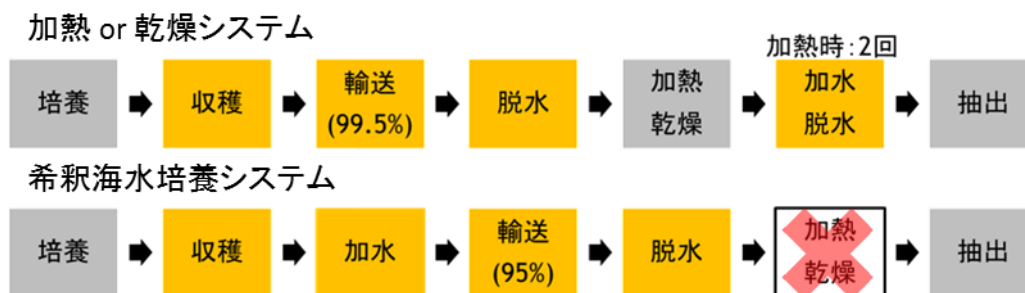 加熱 or 乾燥システム
加熱時:2回
培養
収穫
輸送
(99.5%)
脱水
加熱
乾燥
加水
脱水
抽出
希釈海水培養システム
培養
収穫
加水
輸送
(95%)
脱水
加熱
乾燥
抽出